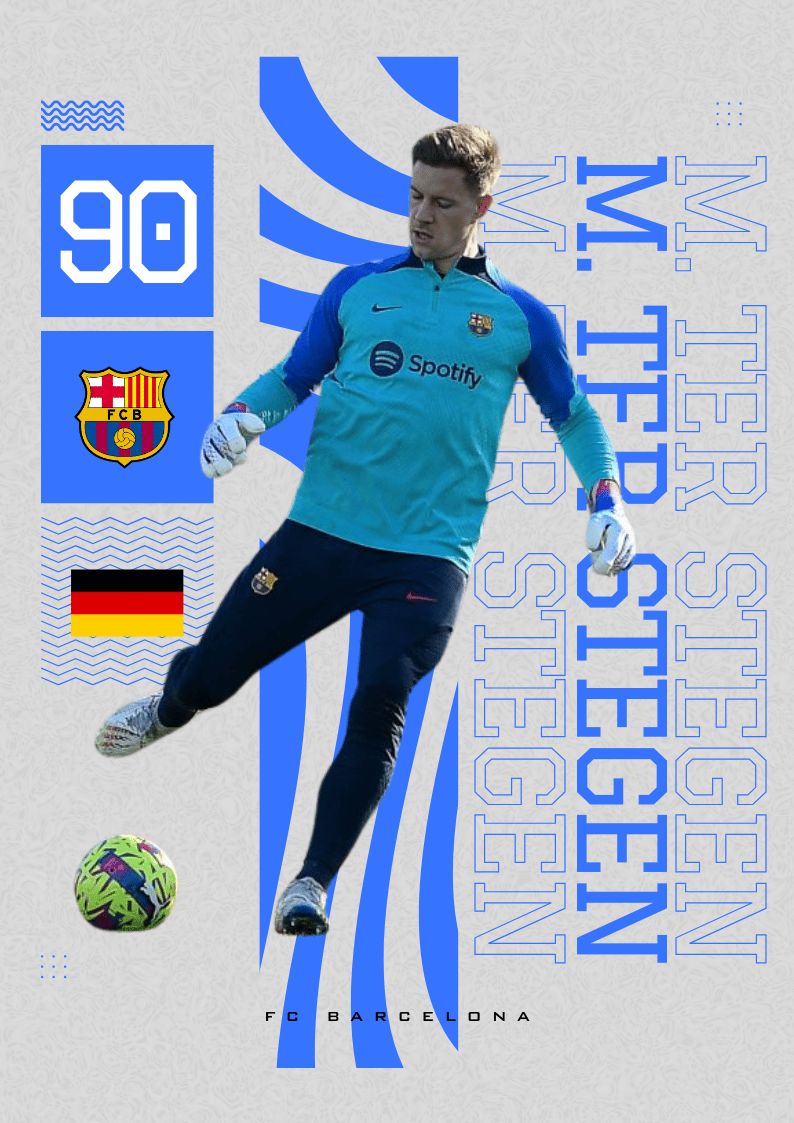 90
FCB
Spotify
M. TER STEGEN
M. TER STEGEN
M. TER STEGEN
FC BARCELONA